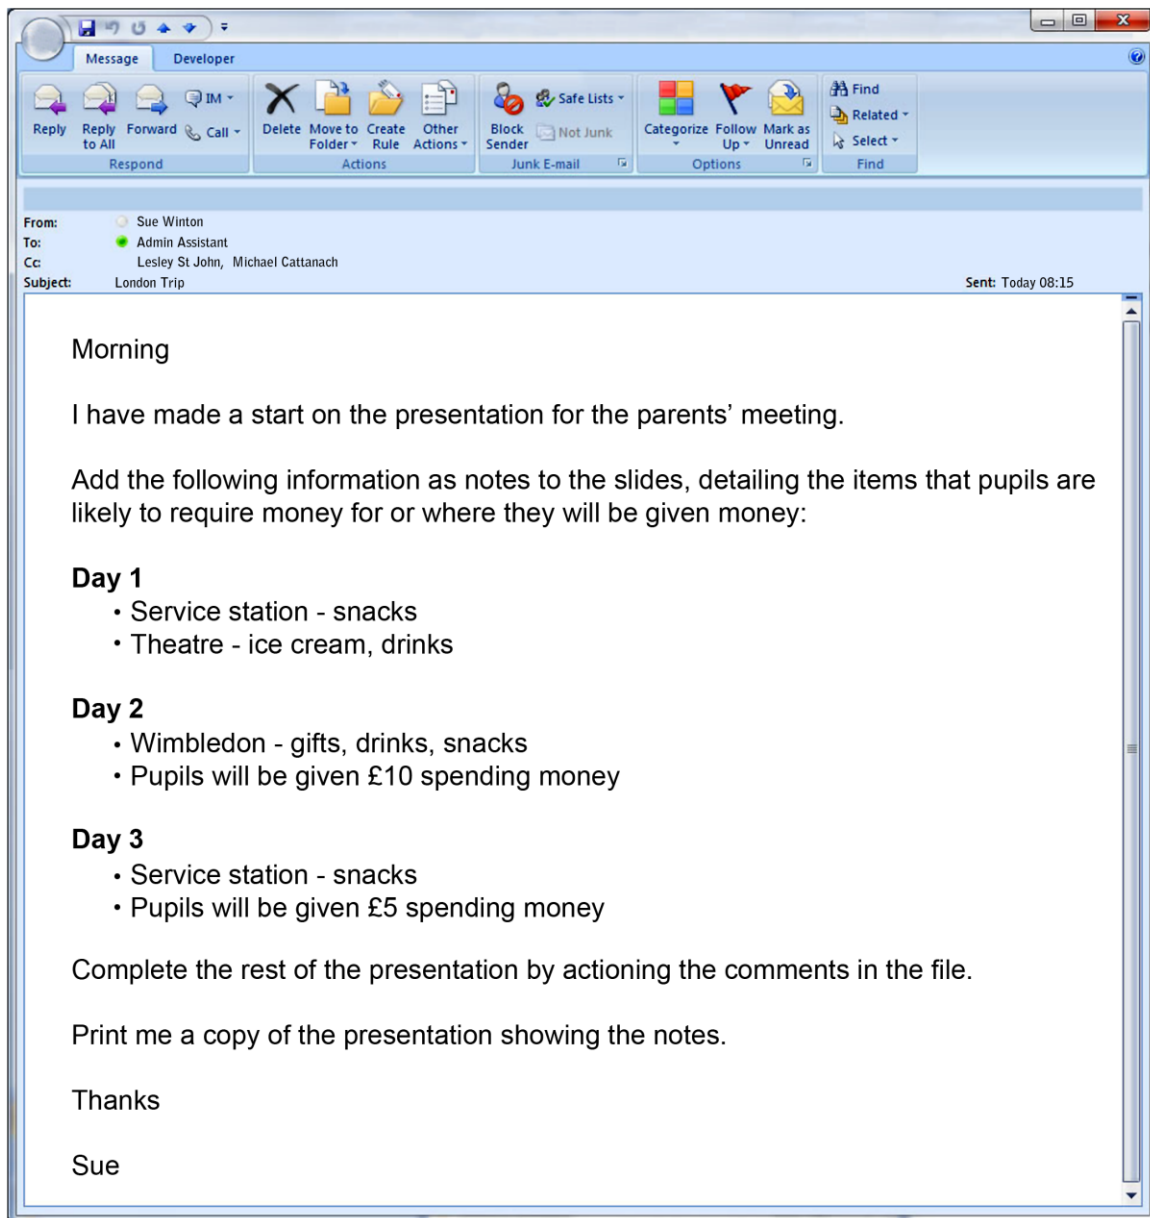 Message Developer
Reply Reply to All Forward IM Call
Respond
Delete Move to Folder Create Rule Other Actions
Actions
Block Sender Safe Lists Not Junk
Junk E-mail
Categorize Follow Up Mark as Unread
Options
Find Related Select
Find
From: Sue Winton
To: Admin Assistant
Cc: Lesley St John, Michael Cattanach
Subject: London Trip Sent: Today 08:15
Morning
I have made a start on the presentation for the parents’ meeting.
Add the following information as notes to the slides, detailing the items that pupils are
likely to require money for or where they will be given money:
Day 1
• Service station - snacks
• Theatre - ice cream, drinks
Day 2
• Wimbledon - gifts, drinks, snacks
• Pupils will be given £10 spending money
Day 3
• Service station - snacks
• Pupils will be given £5 spending money
Complete the rest of the presentation by actioning the comments in the file.
Print me a copy of the presentation showing the notes.
Thanks
Sue